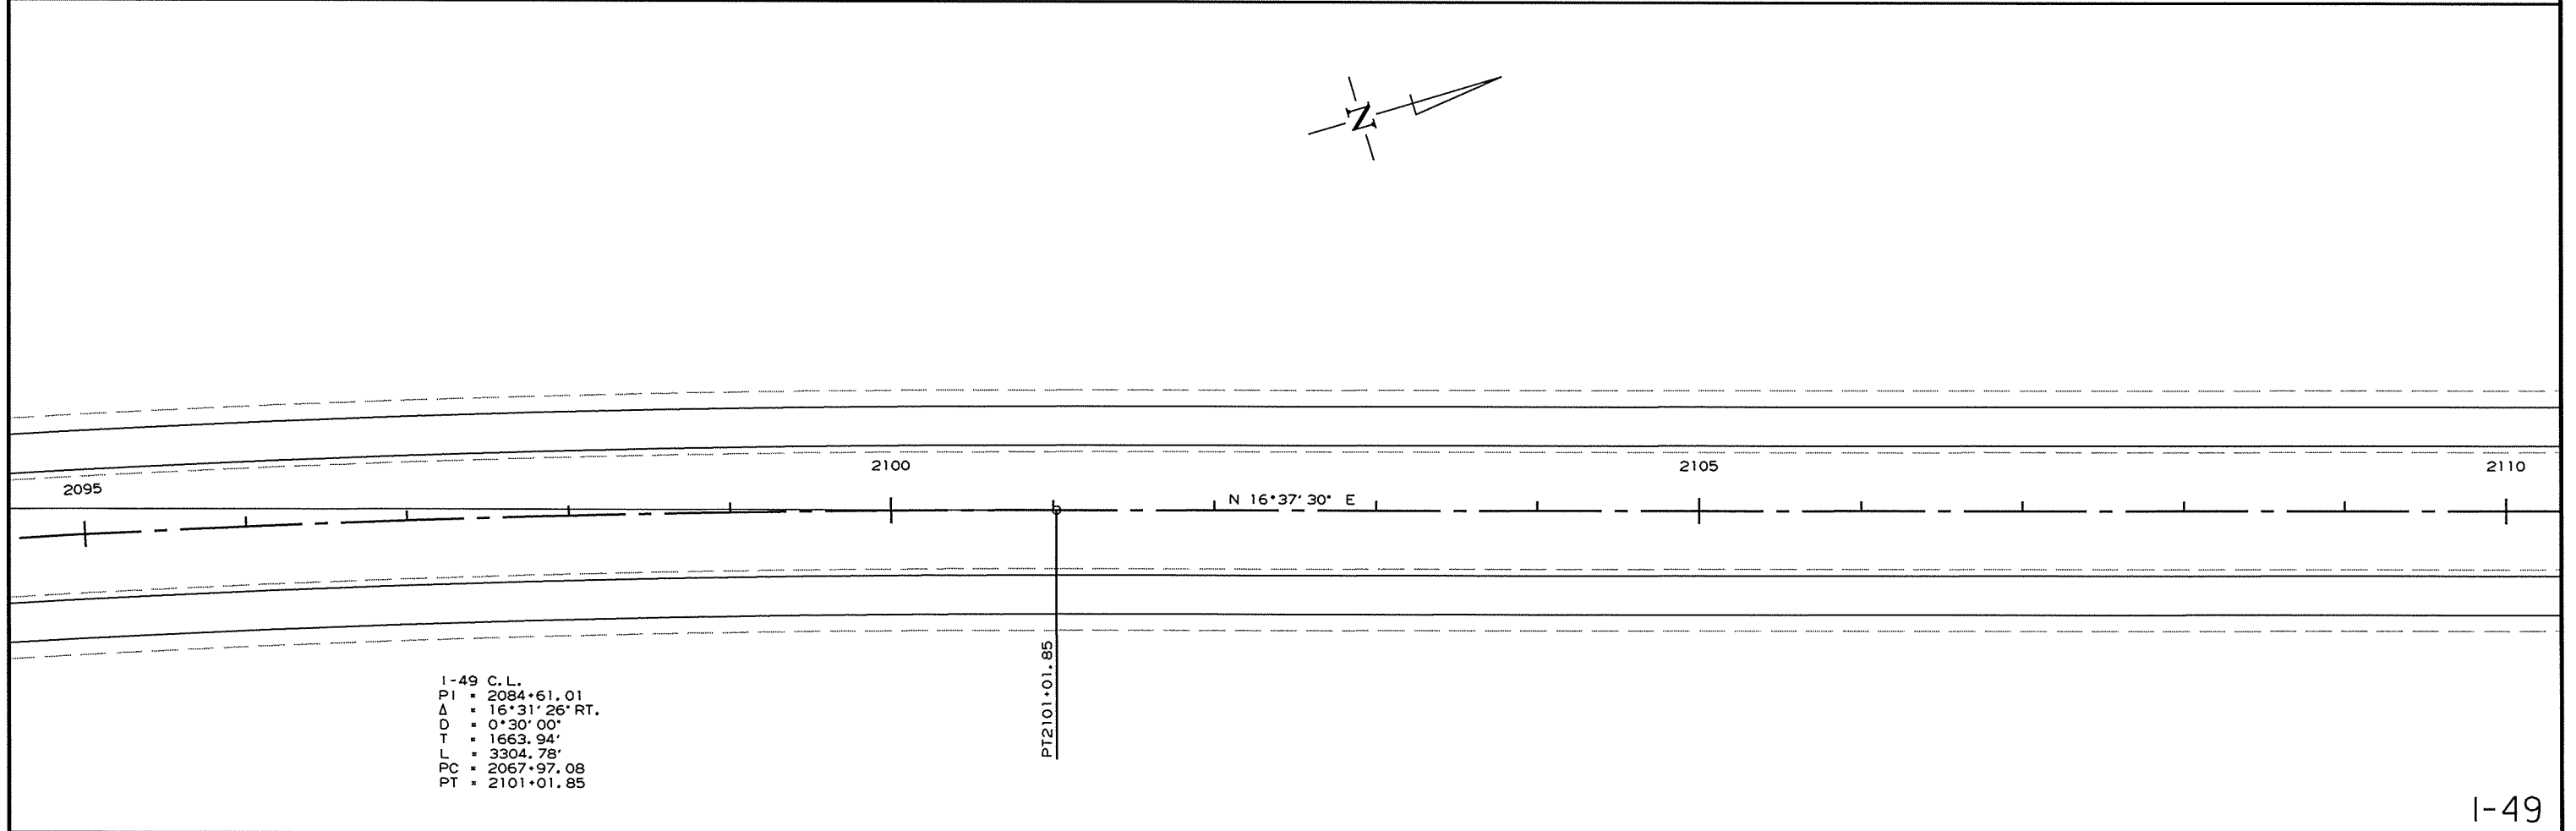 N
2100
2105
2110
2095
N 16°37'30" E
PT2101+01.85
I-49 C.L.
PI = 2084+61.01
Δ = 16°31'26" RT.
D = 0°30'00"
T = 1663.94'
L = 3304.78'
PC = 2067+97.08
PT = 2101+01.85
I-49